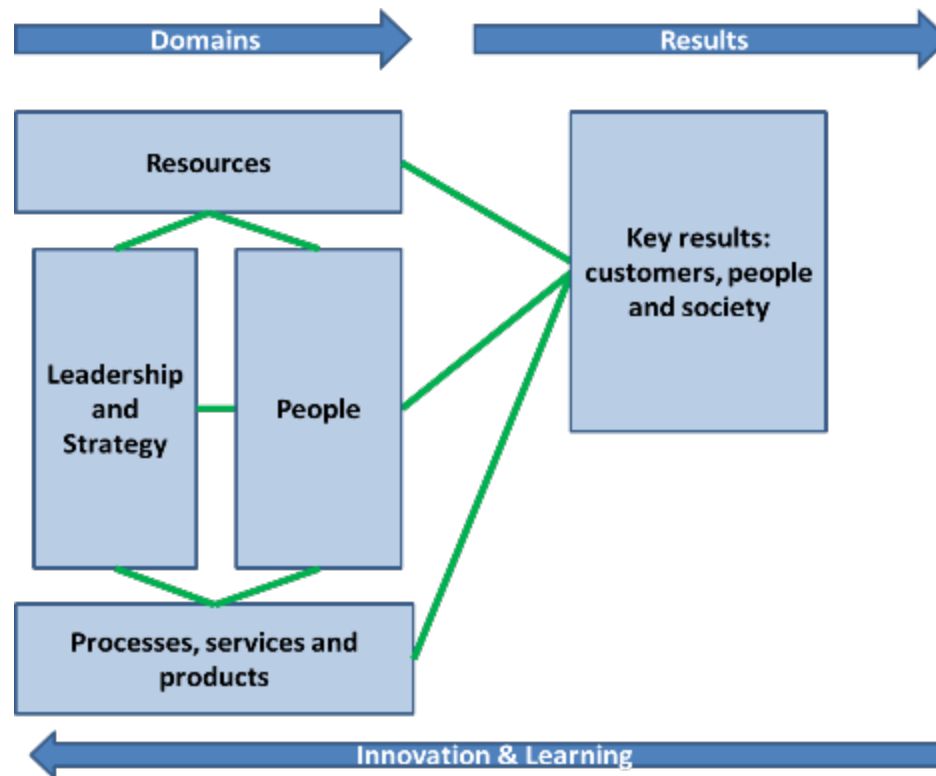 Domains
Results
Resources
Key results:
customers, people
and society
Leadership
and
Strategy
People
Processes, services and
products
Innovation & Learning